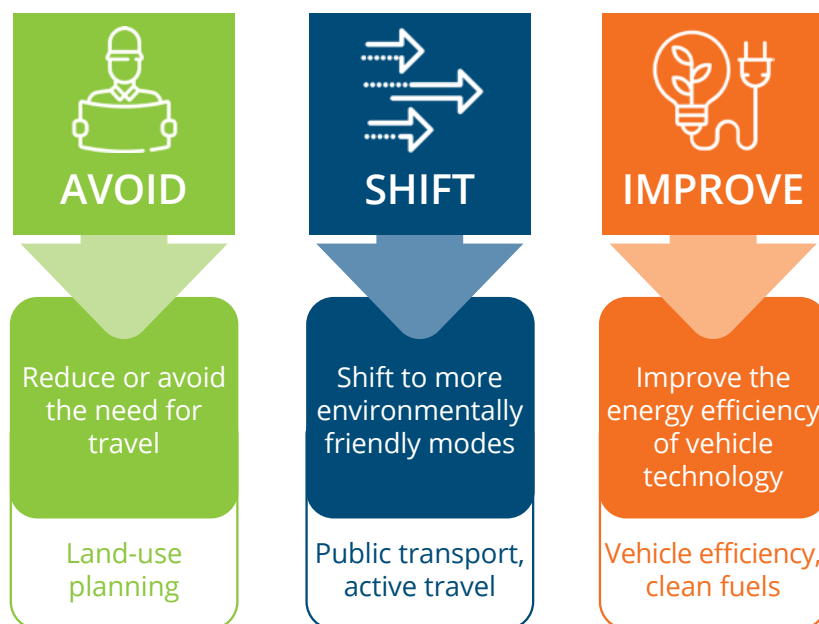 AVOID
Reduce or avoid
the need for
travel
Land-use
planning
SHIFT
Shift to more
environmentally
friendly modes
Public transport,
active travel
IMPROVE
Improve the
energy efficiency
of vehicle
technology
Vehicle efficiency,
clean fuels